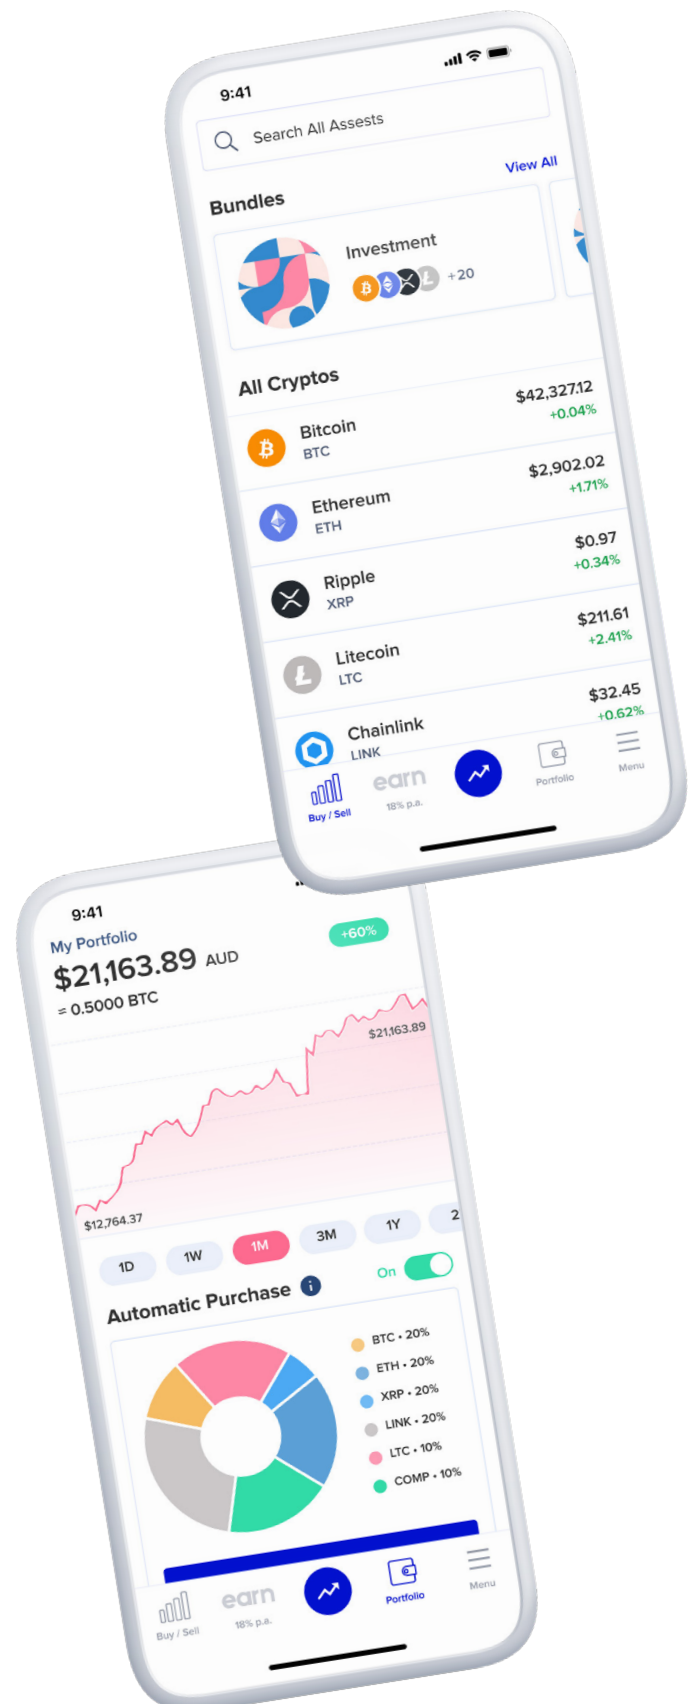 9:41
Search All Assests
Bundles
View All
Investment
+20
All Cryptos
Bitcoin
BTC
$42,327.12
+0.04%
Ethereum
ETH
$2,902.02
+1.71%
Ripple
XRP
$0.97
+0.34%
Litecoin
LTC
$211.61
+2.41%
Chainlink
LINK
$32.45
+0.62%
Buy / Sell
earn
18% p.a.
Portfolio
Menu
9:41
My Portfolio
$21,163.89 AUD
+60%
= 0.5000 BTC
$21,163.89
$12,764.37
1D 1W 1M 3M 1Y 2
Automatic Purchase
On
BTC • 20%
ETH • 20%
XRP • 20%
LINK • 20%
LTC • 10%
COMP • 10%
Buy / Sell
earn
18% p.a.
Portfolio
Menu